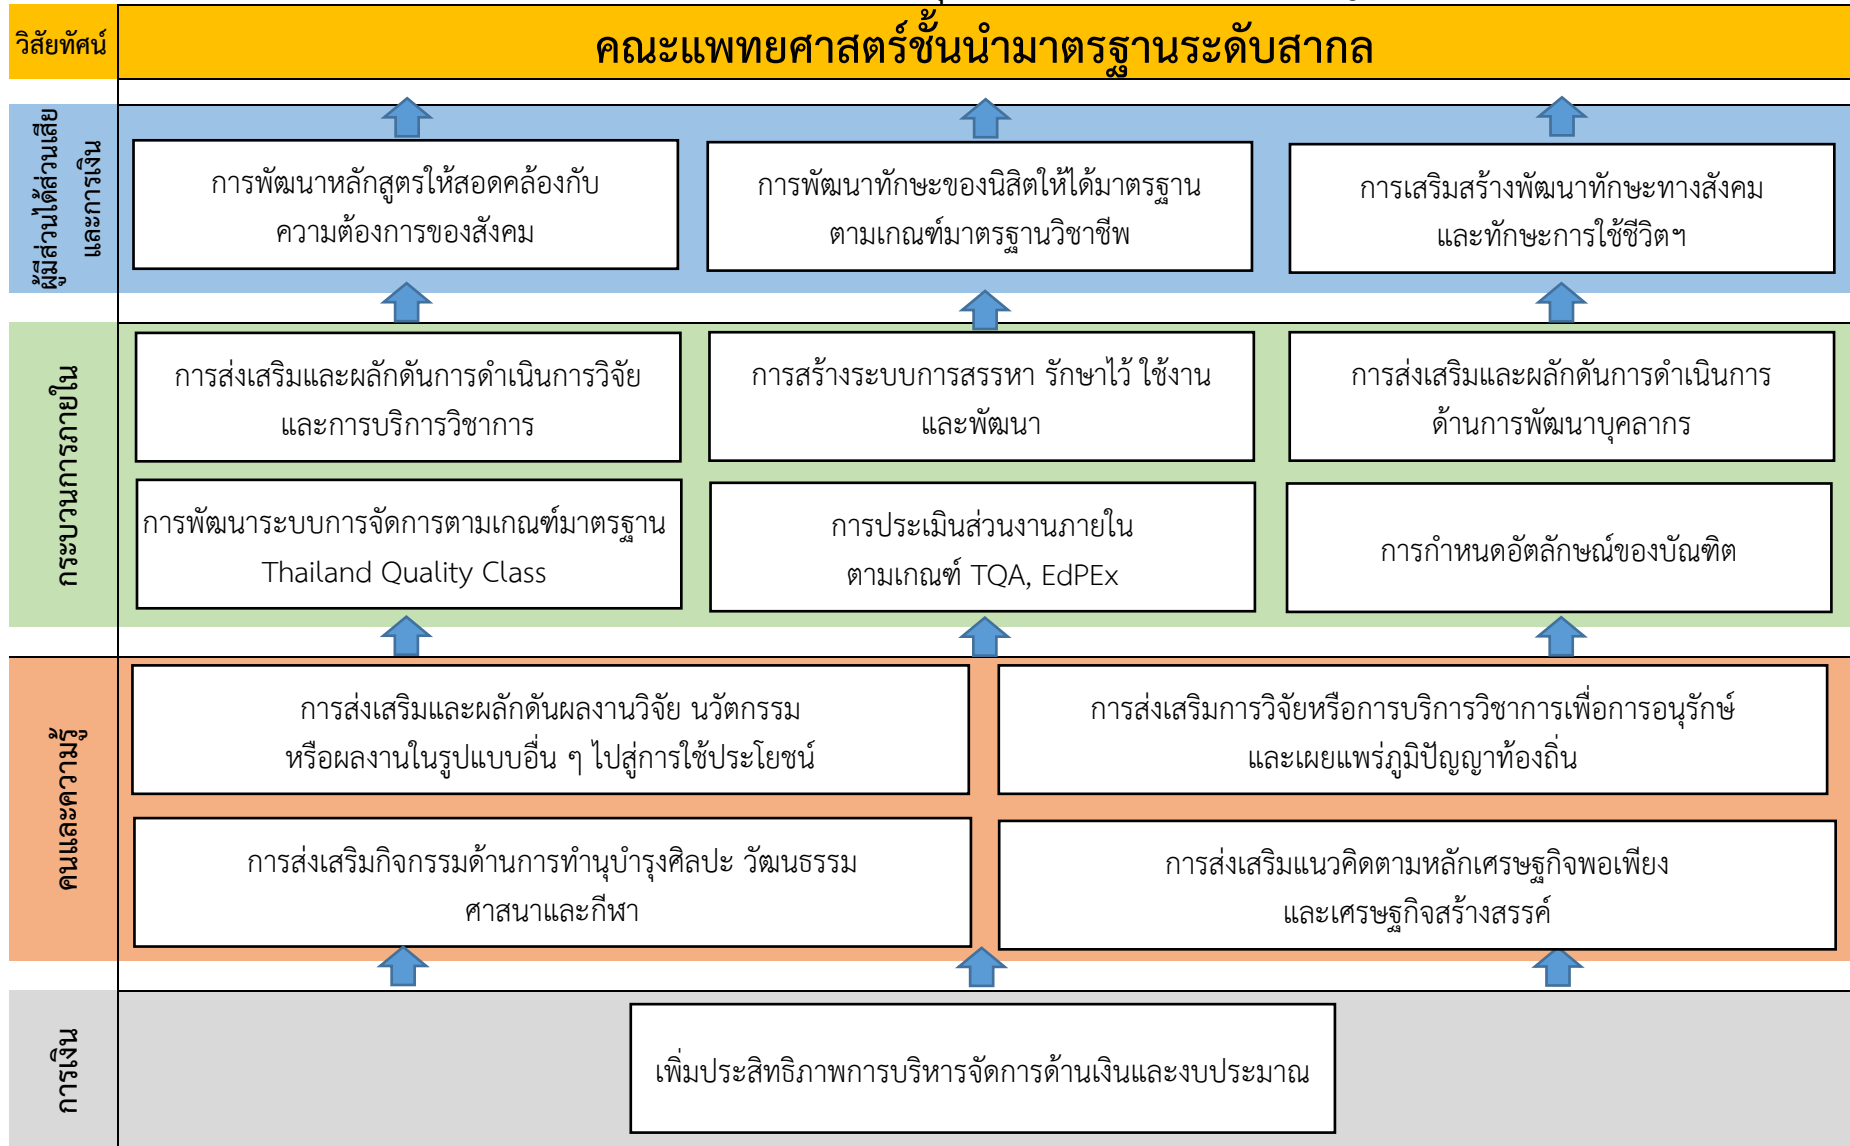 วิสัยทัศน์
คณะแพทยศาสตร์ชั้นนำมาตรฐานระดับสากล
ผู้มีส่วนได้ส่วนเสีย
และการเงิน
การพัฒนาหลักสูตรให้สอดคล้องกับ
ความต้องการของสังคม
การพัฒนาทักษะของนิสิตให้ได้มาตรฐาน
ตามเกณฑ์มาตรฐานวิชาชีพ
การเสริมสร้างพัฒนาทักษะทางสังคม
และทักษะการใช้ชีวิตฯ
กระบวนการภายใน
การส่งเสริมและผลักดันการดำเนินการวิจัย
และการบริการวิชาการ
การสร้างระบบการสรรหา รักษาไว้ ใช้งาน
และพัฒนา
การส่งเสริมและผลักดันการดำเนินการ
ด้านการพัฒนาบุคลากร
การพัฒนาระบบการจัดการตามเกณฑ์มาตรฐาน
Thailand Quality Class
การประเมินส่วนงานภายใน
ตามเกณฑ์ TQA, EdPEx
การกำหนดอัตลักษณ์ของบัณฑิต
คนและความรู้
การส่งเสริมและผลักดันผลงานวิจัย นวัตกรรม
หรือผลงานในรูปแบบอื่น ๆ ไปสู่การใช้ประโยชน์
การส่งเสริมการวิจัยหรือการบริการวิชาการเพื่อการอนุรักษ์
และเผยแพร่ภูมิปัญญาท้องถิ่น
การส่งเสริมกิจกรรมด้านการทำนุบำรุงศิลปะ วัฒนธรรม
ศาสนาและกีฬา
การส่งเสริมแนวคิดตามหลักเศรษฐกิจพอเพียง
และเศรษฐกิจสร้างสรรค์
การเงิน
เพิ่มประสิทธิภาพการบริหารจัดการด้านเงินและงบประมาณ